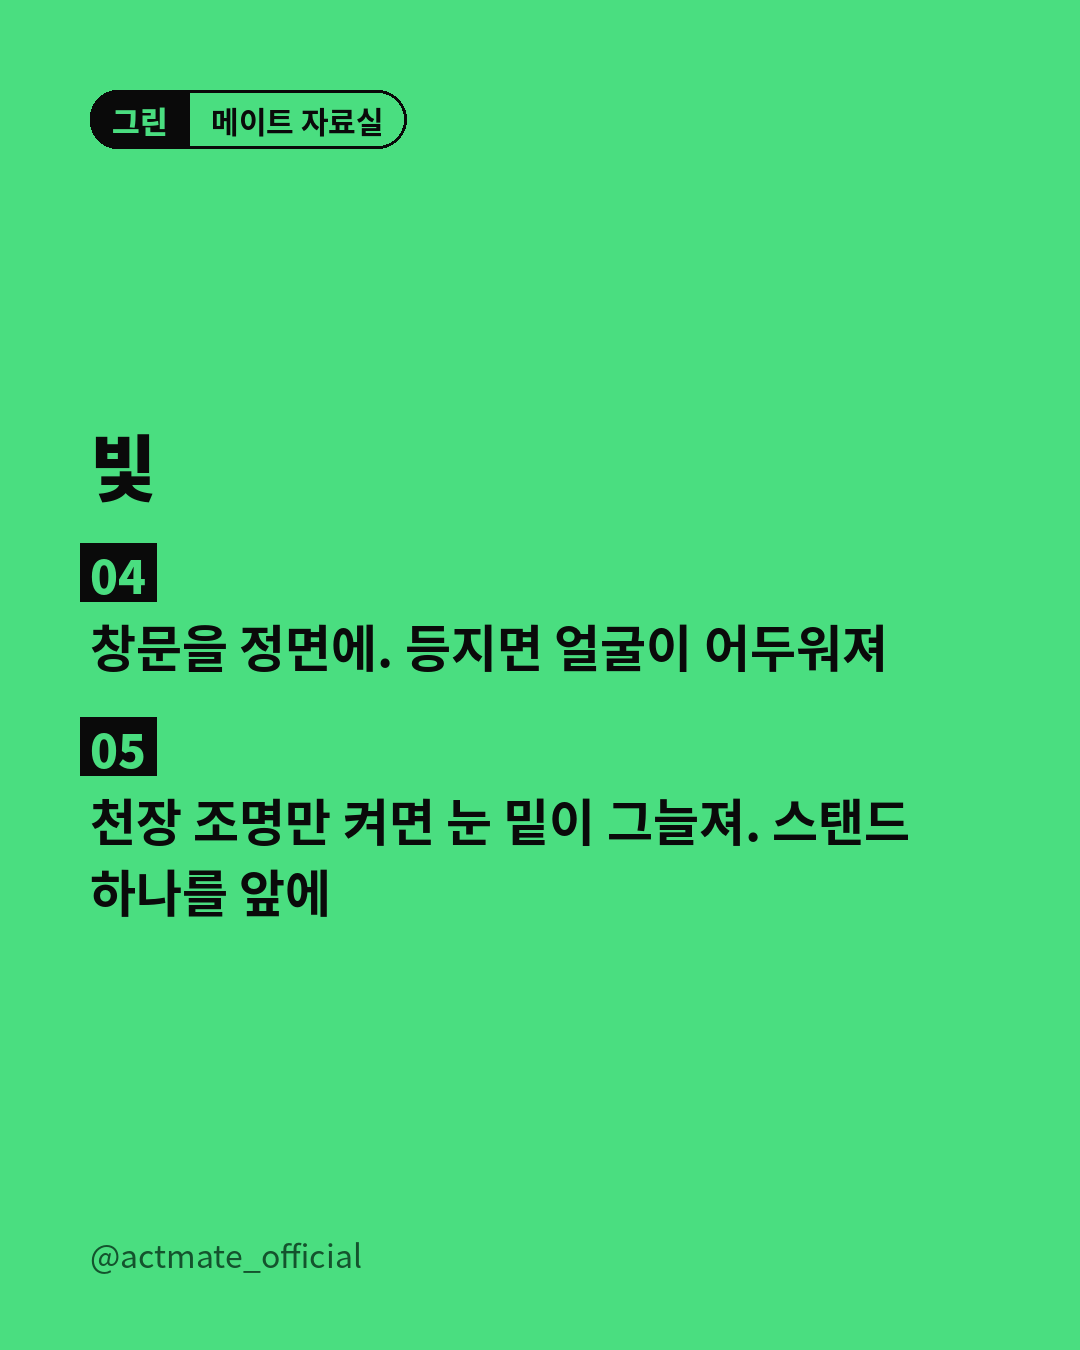 그린 메이트 자료실
빛
04
창문을 정면에. 등지면 얼굴이 어두워져
05
천장 조명만 켜면 눈 밑이 그늘져. 스탠드
하나를 앞에
@actmate_official